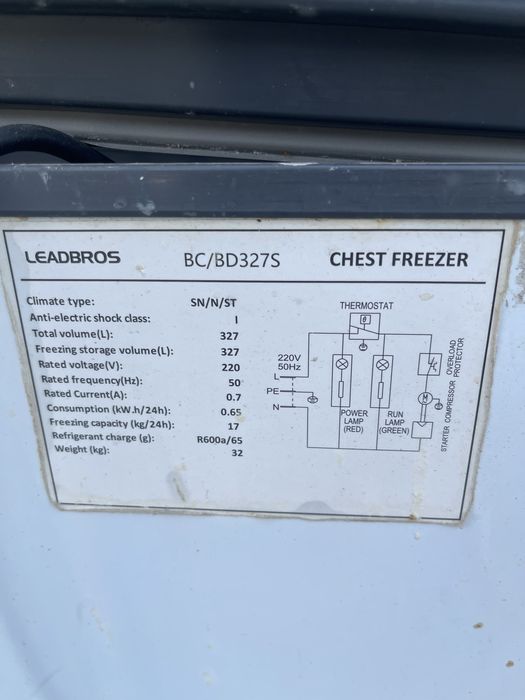 LEADBROS BC/BD327S CHEST FREEZER
Climate type: SN/N/ST
Anti-electric shock class: I
Total volume(L): 327
Freezing storage volume(L): 327
Rated voltage(V): 220
Rated frequency(Hz): 50
Rated Current(A): 0.7
Consumption (kW.h/24h): 0.65
Freezing capacity (kg/24h): 17
Refrigerant charge (g): R600a/65
Weight (kg): 32
THERMOSTAT
θ
220V
50Hz
L
PE
N
POWER
LAMP
(RED)
RUN
LAMP
(GREEN)
OVERLOAD
PROTECTOR
M
STARTER COMPRESSOR